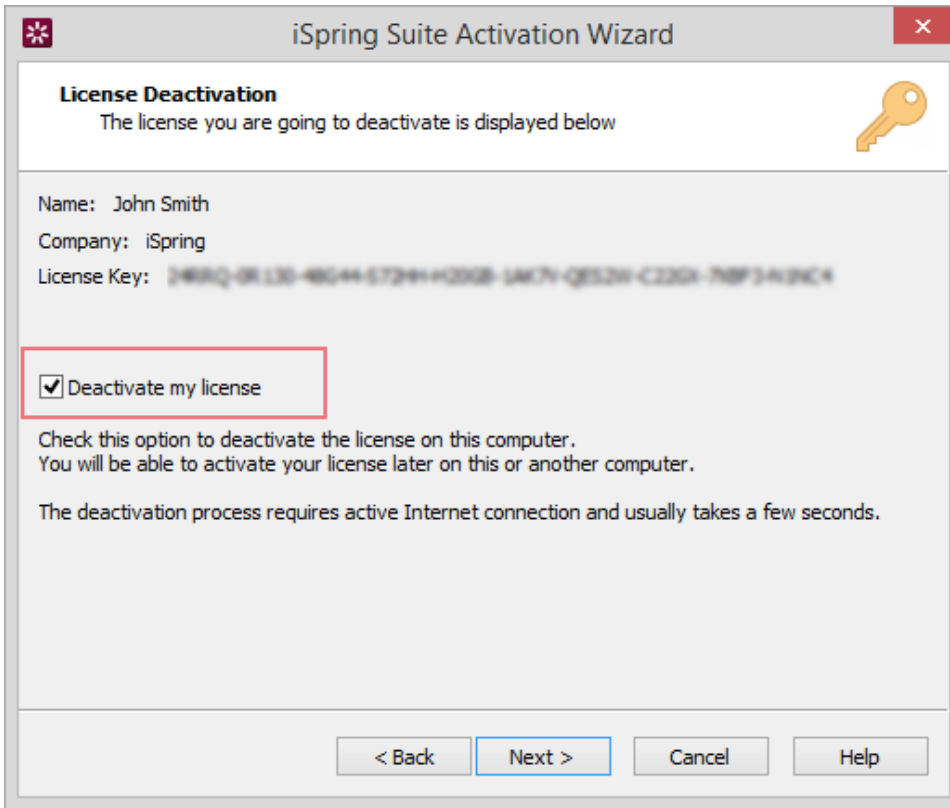 iSpring Suite Activation Wizard
License Deactivation
The license you are going to deactivate is displayed below
Name: John Smith
Company: iSpring
License Key:
Deactivate my license
Check this option to deactivate the license on this computer.
You will be able to activate your license later on this or another computer.
The deactivation process requires active Internet connection and usually takes a few seconds.
< Back Next > Cancel Help